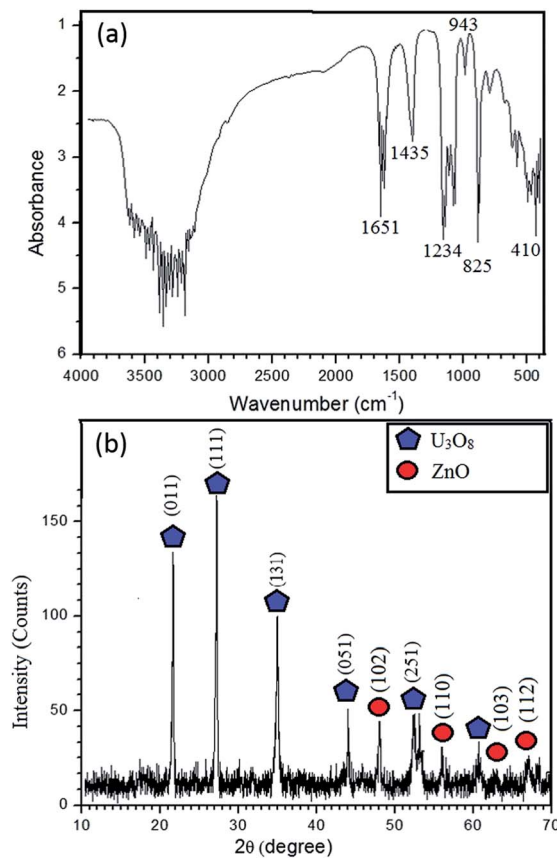 (a)
943
1
2
3
4
5
6
Absorbance
1435
1651
1234
825
410
4000 3500 3000 2500 2000 1500 1000 500
Wavenumber (cm⁻¹)
(b)
U₃O₈
ZnO
(011)
(111)
(131)
(051)
(102)
(251)
(110)
(103)
(112)
150
100
50
0
Intensity (Counts)
10 20 30 40 50 60 70
2θ (degree)